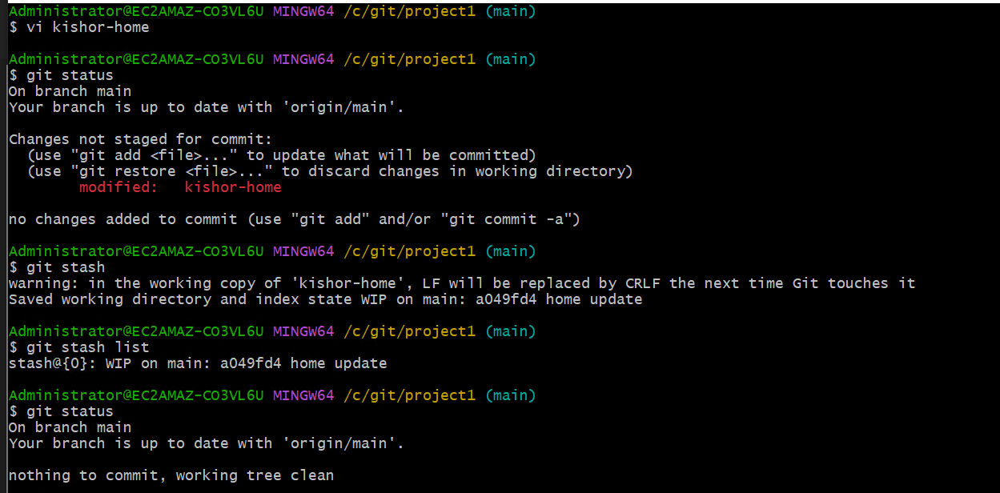 Administrator@EC2AMAZ-CO3VL6U MINGW64 /c/git/project1 (main)
$ vi kishor-home
Administrator@EC2AMAZ-CO3VL6U MINGW64 /c/git/project1 (main)
$ git status
On branch main
Your branch is up to date with 'origin/main'.
Changes not staged for commit:
  (use "git add <file>..." to update what will be committed)
  (use "git restore <file>..." to discard changes in working directory)
        modified:   kishor-home
no changes added to commit (use "git add" and/or "git commit -a")
Administrator@EC2AMAZ-CO3VL6U MINGW64 /c/git/project1 (main)
$ git stash
warning: in the working copy of 'kishor-home', LF will be replaced by CRLF the next time Git touches it
Saved working directory and index state WIP on main: a049fd4 home update
Administrator@EC2AMAZ-CO3VL6U MINGW64 /c/git/project1 (main)
$ git stash list
stash@{0}: WIP on main: a049fd4 home update
Administrator@EC2AMAZ-CO3VL6U MINGW64 /c/git/project1 (main)
$ git status
On branch main
Your branch is up to date with 'origin/main'.
nothing to commit, working tree clean